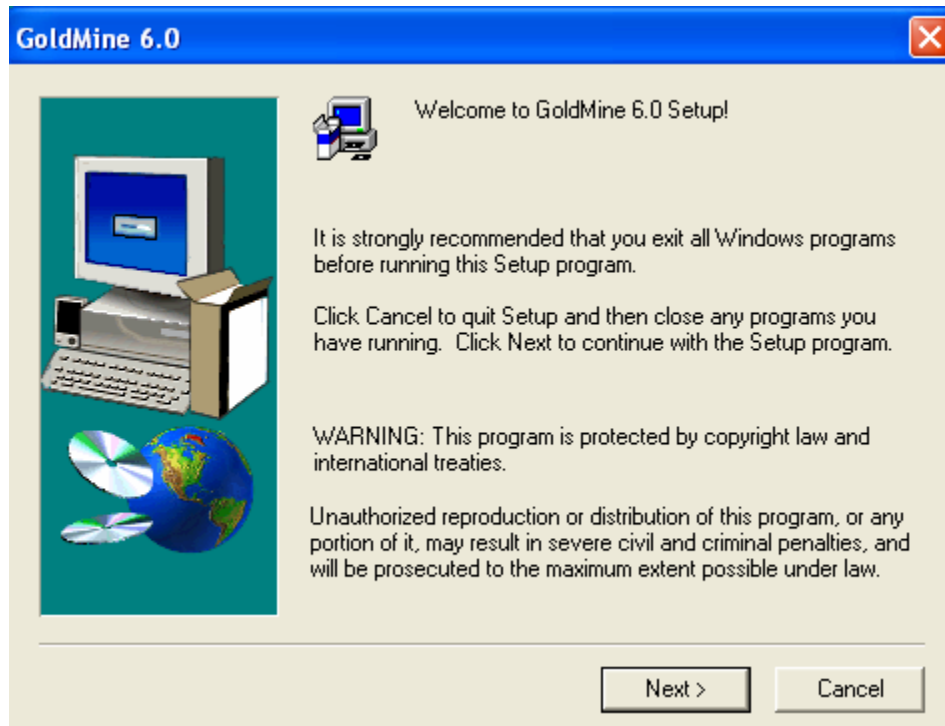 GoldMine 6.0
Welcome to GoldMine 6.0 Setup!
It is strongly recommended that you exit all Windows programs
before running this Setup program.
Click Cancel to quit Setup and then close any programs you
have running.  Click Next to continue with the Setup program.
WARNING: This program is protected by copyright law and
international treaties.
Unauthorized reproduction or distribution of this program, or any
portion of it, may result in severe civil and criminal penalties, and
will be prosecuted to the maximum extent possible under law.
Next >
Cancel